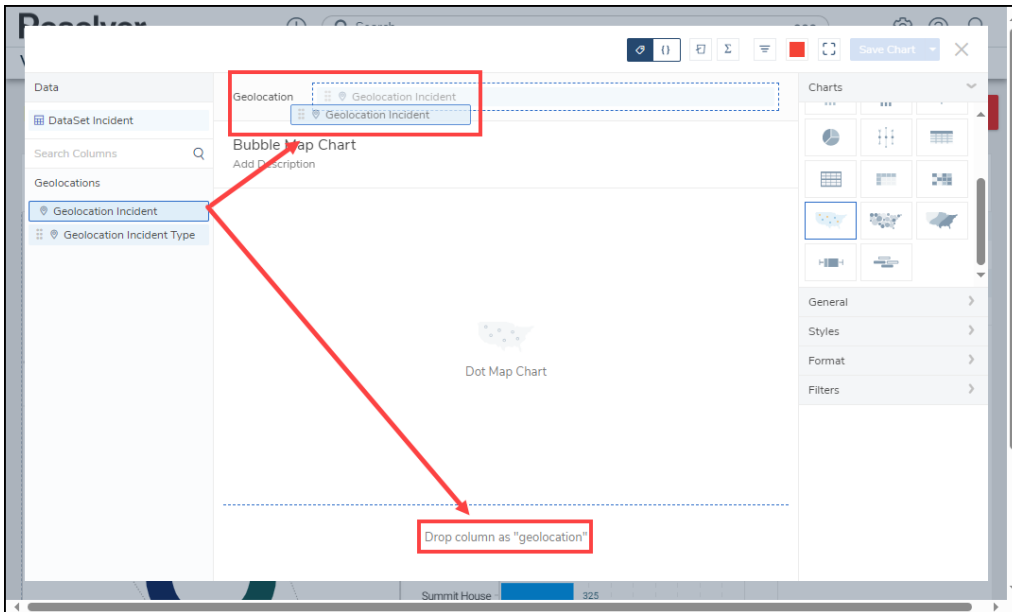 Resolver
Search
Save Chart
Data
DataSet Incident
Search Columns
Geolocations
Geolocation Incident
Geolocation Incident Type
Geolocation
Geolocation Incident
Geolocation Incident
Bubble Map Chart
Add Description
Dot Map Chart
Drop column as "geolocation"
Charts
General
Styles
Format
Filters
Summit House
325